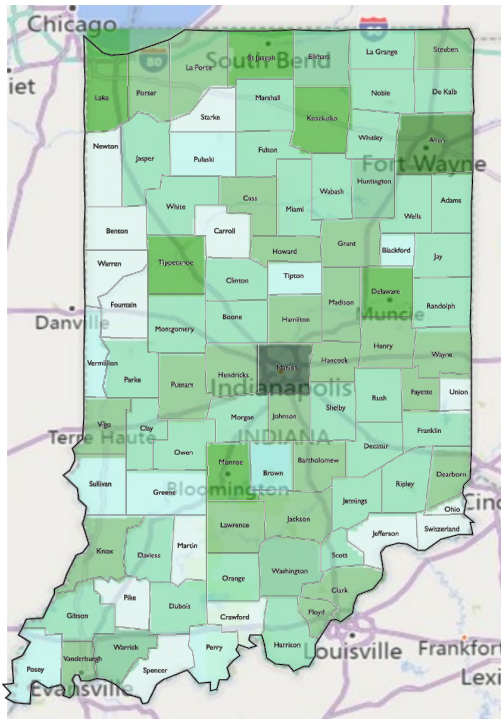 Chicago
80
South Bend
St Joseph
Elkhart
La Grange
Steuben
La Porte
Lake
Porter
Noble
De Kalb
Marshall
Kosciusko
Starke
Allen
iet
Newton
Jasper
Pulaski
Fulton
Whitley
Fort Wayne
Cass
Miami
Wabash
Huntington
Wells
Adams
White
Benton
Carroll
Howard
Grant
Blackford
Jay
Warren
Tippecanoe
Clinton
Tipton
Delaware
Muncie
Randolph
Fountain
Danville
Boone
Hamilton
Madison
Montgomery
Vermillion
Parke
Putnam
Hendricks
Marion
Hancock
Henry
Wayne
Indianapolis
Fayette
Union
Rush
Shelby
Vigo
Clay
Morgan
Johnson
Franklin
Terre Haute
INDIANA
Owen
Decatur
Sullivan
Greene
Monroe
Brown
Bartholomew
Dearborn
Bloomington
Jennings
Ripley
Ohio
Cinc
Lawrence
Jackson
Jefferson
Switzerland
Knox
Daviess
Martin
Scott
Orange
Washington
Clark
Gibson
Pike
Dubois
Crawford
Floyd
Louisville
Frankfort
Harrison
Posey
Vanderburgh
Warrick
Spencer
Perry
Evansville
Lexi